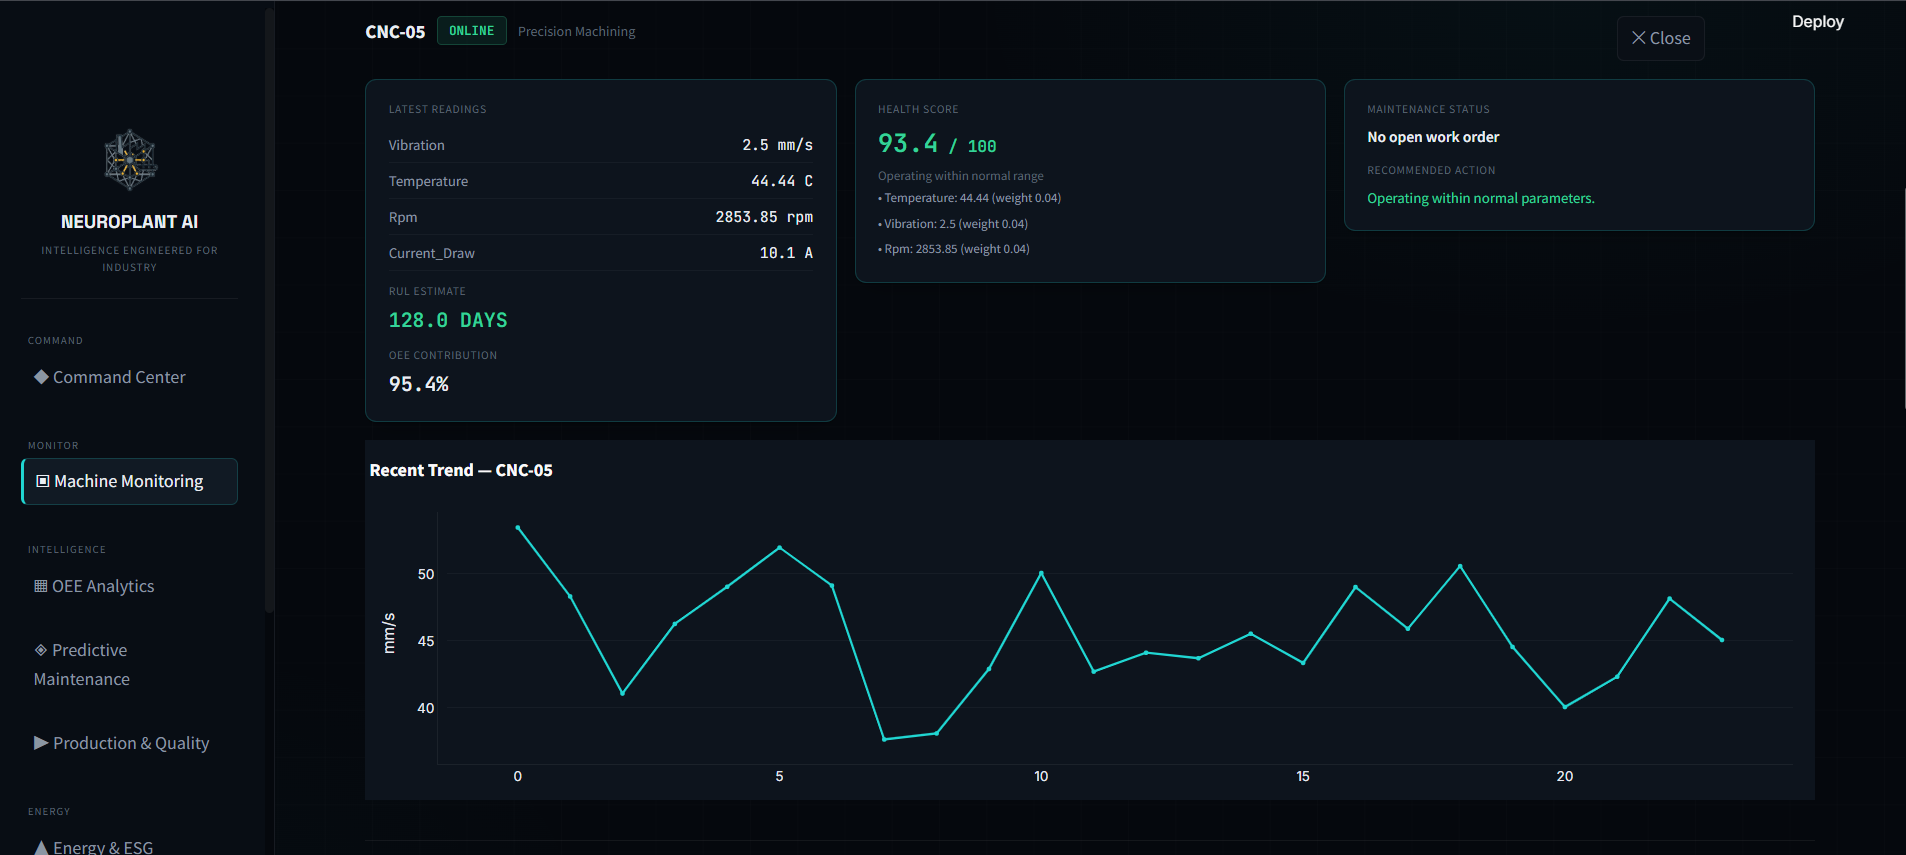 NEUROPLANT AI
INTELLIGENCE ENGINEERED FOR
INDUSTRY
COMMAND
Command Center
MONITOR
Machine Monitoring
INTELLIGENCE
OEE Analytics
Predictive
Maintenance
Production & Quality
ENERGY
Energy & ESG
Deploy
CNC-05 ONLINE Precision Machining
Close
LATEST READINGS
Vibration 2.5 mm/s
Temperature 44.44 C
Rpm 2853.85 rpm
Current_Draw 10.1 A
RUL ESTIMATE
128.0 DAYS
OEE CONTRIBUTION
95.4%
HEALTH SCORE
93.4 / 100
Operating within normal range
• Temperature: 44.44 (weight 0.04)
• Vibration: 2.5 (weight 0.04)
• Rpm: 2853.85 (weight 0.04)
MAINTENANCE STATUS
No open work order
RECOMMENDED ACTION
Operating within normal parameters.
Recent Trend — CNC-05
mm/s
50
45
40
0 5 10 15 20